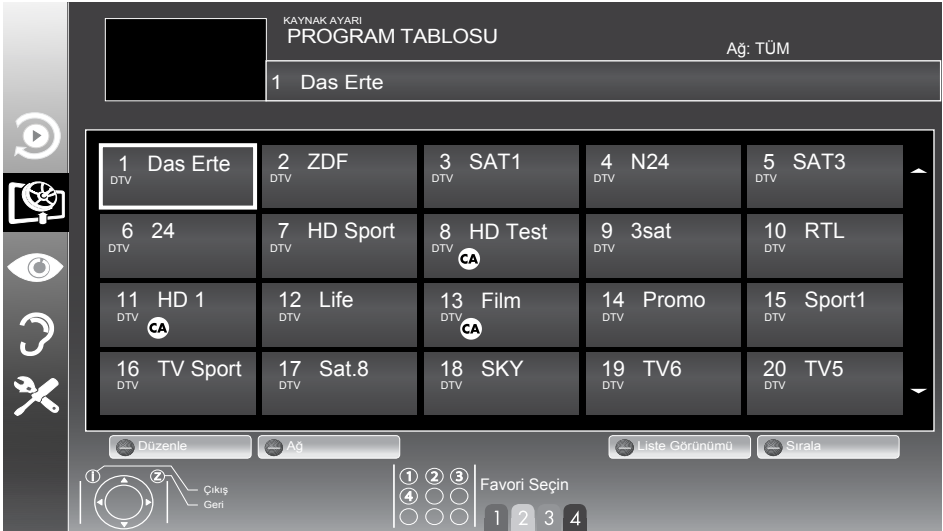 KAYNAK AYARI
PROGRAM TABLOSU
Ağ: TÜM
1 Das Erte
1 Das Erte
DTV
2 ZDF
DTV
3 SAT1
DTV
4 N24
DTV
5 SAT3
DTV
6 24
DTV
7 HD Sport
DTV
8 HD Test
DTV
CA
9 3sat
DTV
10 RTL
DTV
11 HD 1
DTV
CA
12 Life
DTV
13 Film
DTV
CA
14 Promo
DTV
15 Sport1
DTV
16 TV Sport
DTV
17 Sat.8
DTV
18 SKY
DTV
19 TV6
DTV
20 TV5
DTV
Düzenle
Ağ
Liste Görünümü
Sırala
Çıkış
Geri
1 2 3
4
Favori Seçin
1 2 3 4